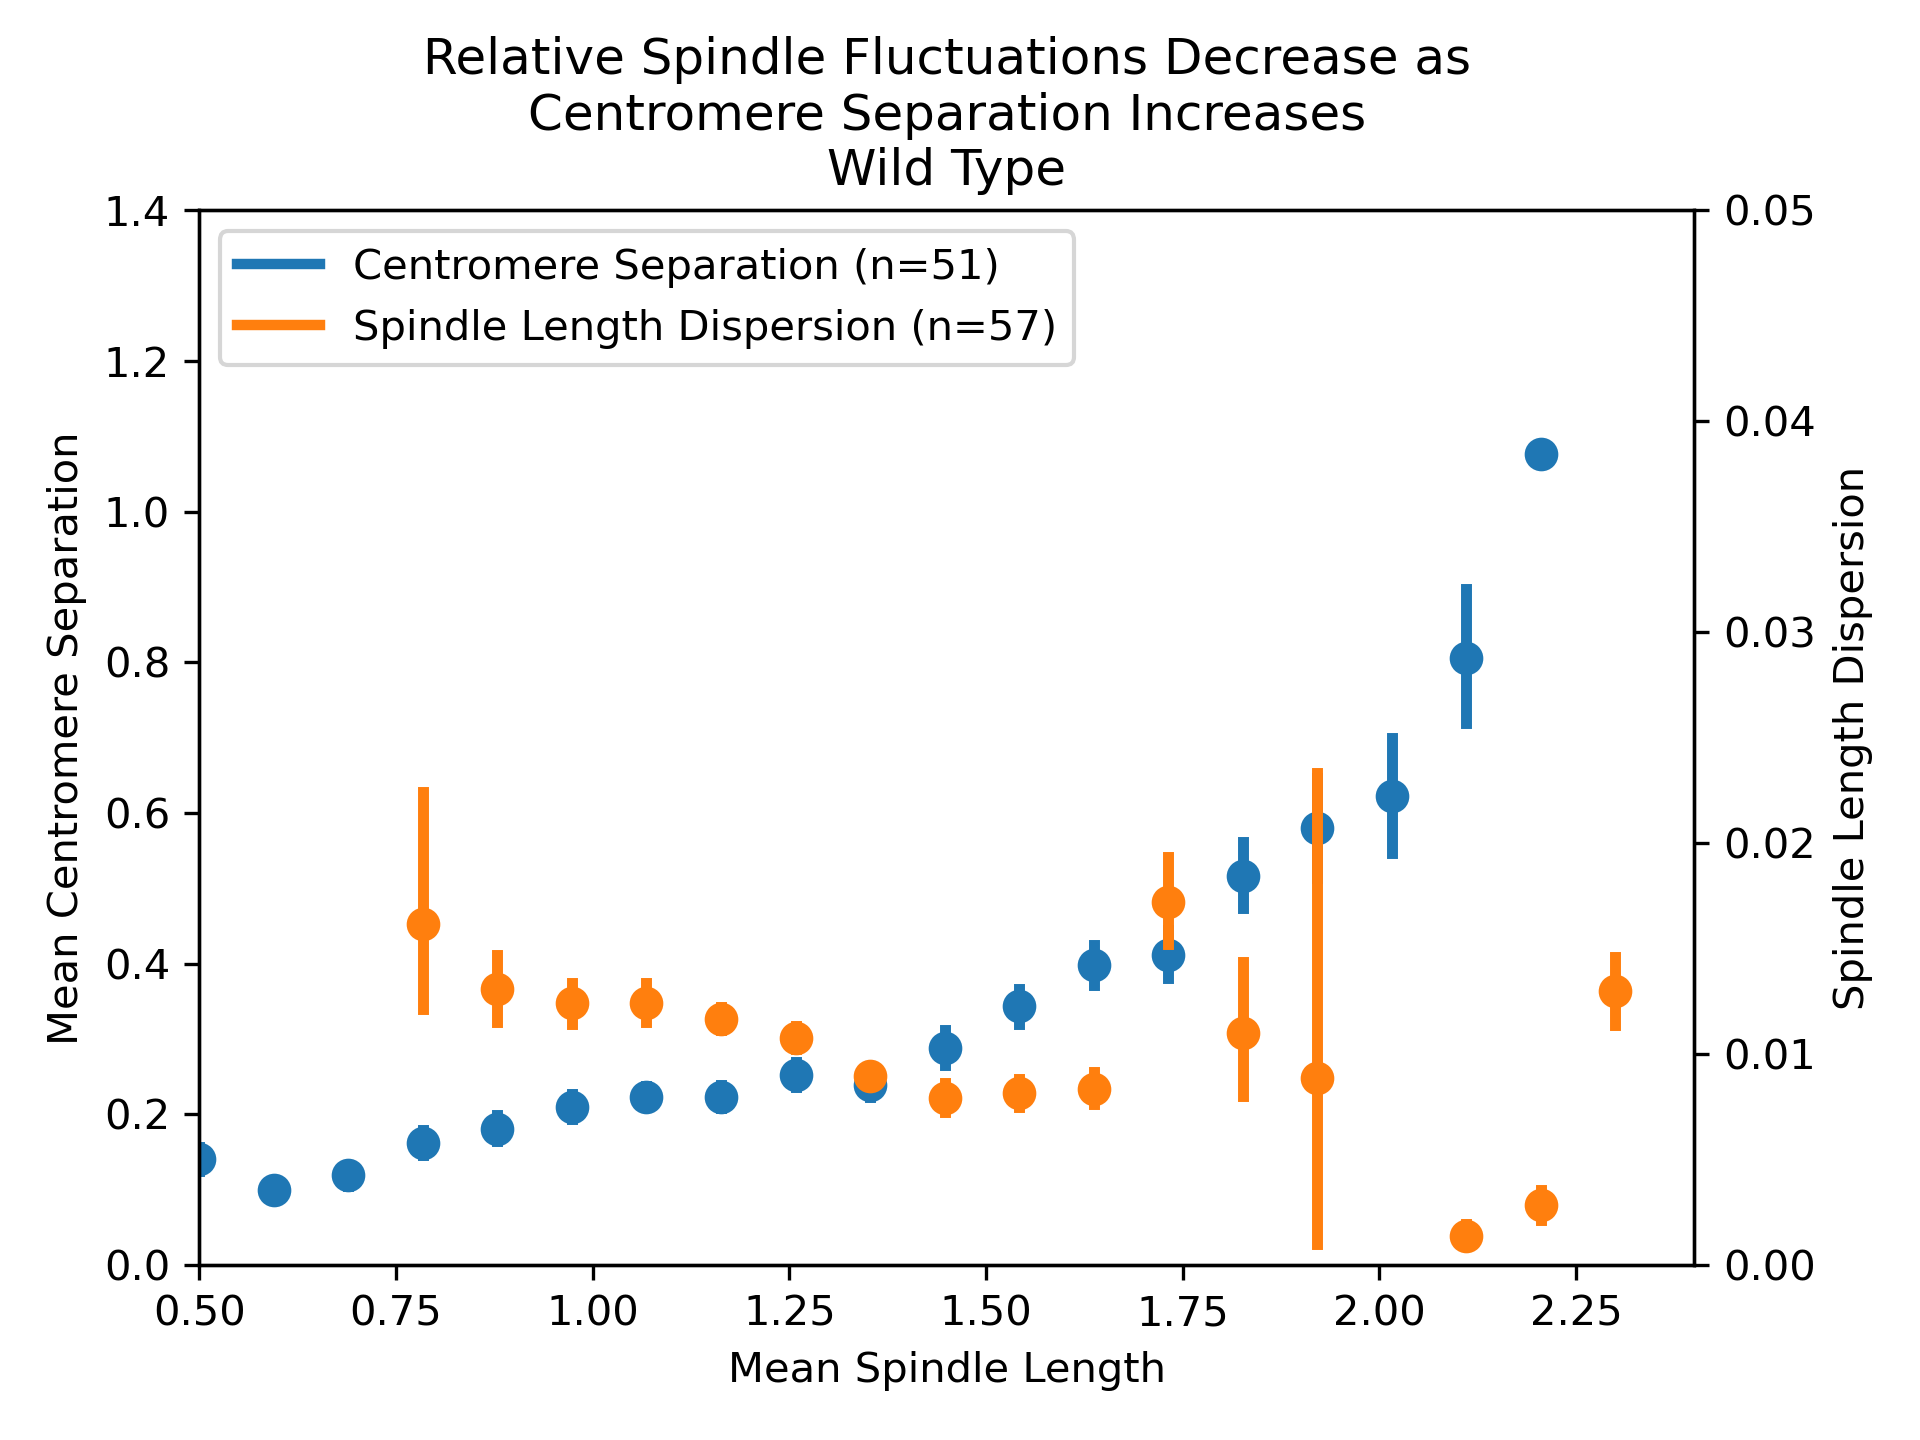 Relative Spindle Fluctuations Decrease as
Centromere Separation Increases
Wild Type
Centromere Separation (n=51)
Spindle Length Dispersion (n=57)
Mean Centromere Separation
1.4
1.2
1.0
0.8
0.6
0.4
0.2
0.0
0.05
0.04
0.03
0.02
0.01
0.00
Spindle Length Dispersion
0.50 0.75 1.00 1.25 1.50 1.75 2.00 2.25
Mean Spindle Length